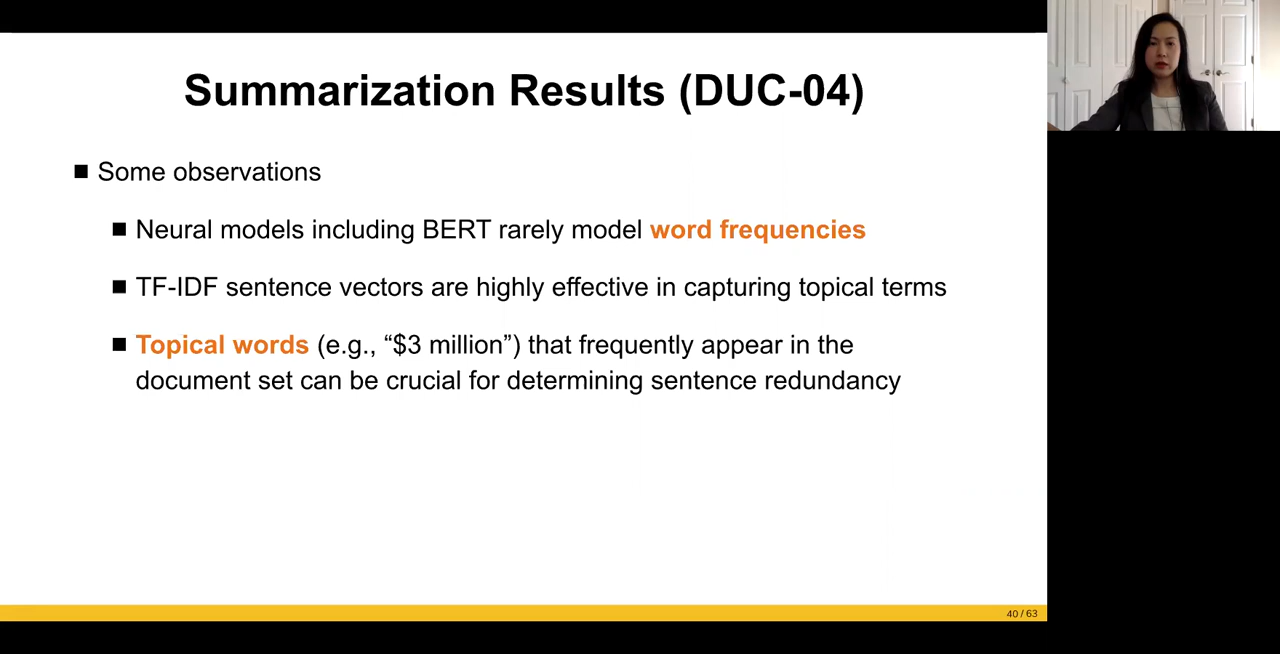 Summarization Results (DUC-04)
Some observations
Neural models including BERT rarely model word frequencies
TF-IDF sentence vectors are highly effective in capturing topical terms
Topical words (e.g., “$3 million”) that frequently appear in the
document set can be crucial for determining sentence redundancy
40 / 63